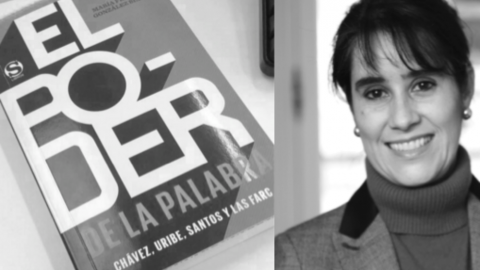 EL
PO-
DER
DE LA PALABRA
CHÁVEZ, URIBE, SANTOS Y LAS FARC